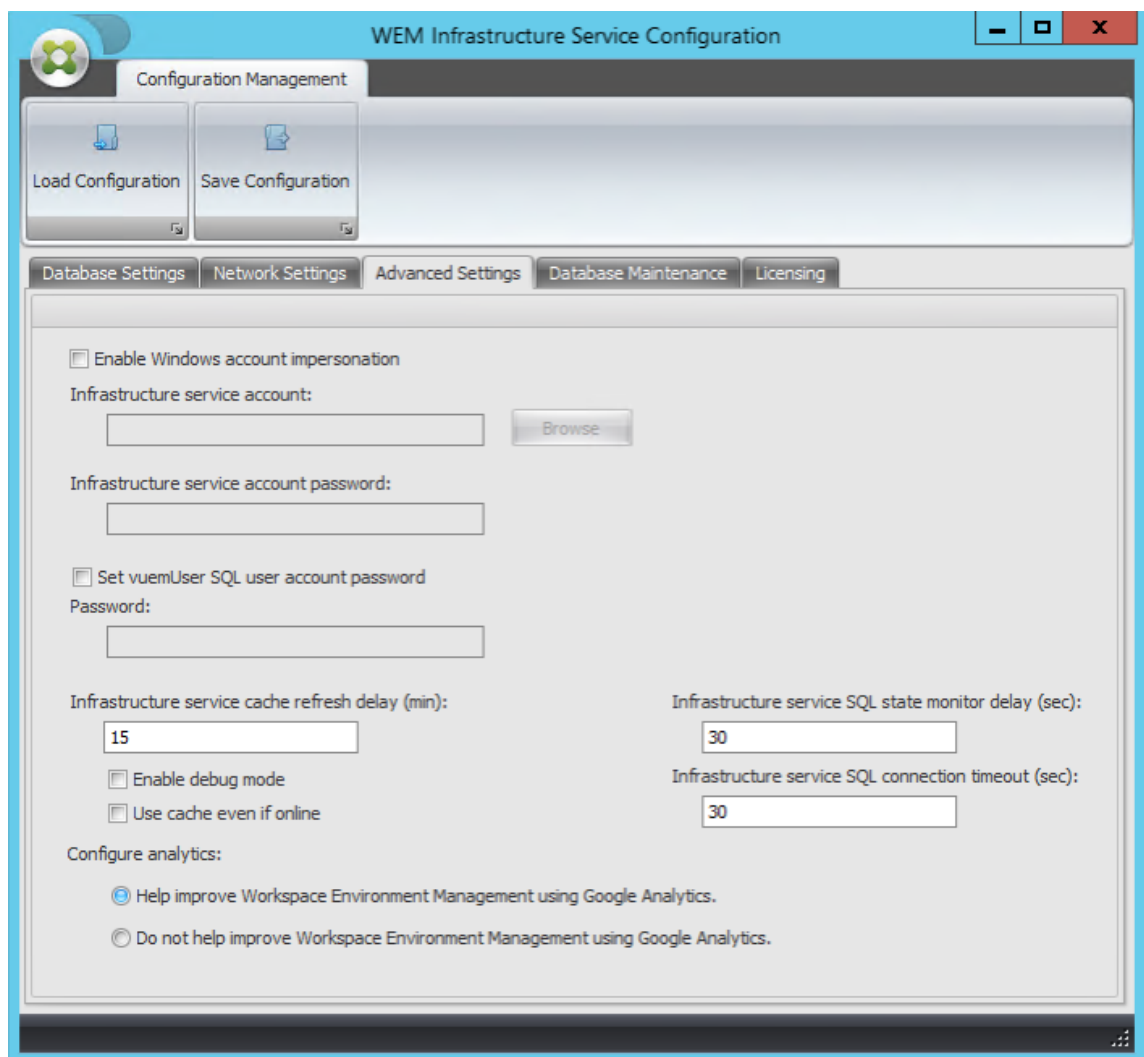 WEM Infrastructure Service Configuration
Configuration Management
Load Configuration
Save Configuration
Database Settings
Network Settings
Advanced Settings
Database Maintenance
Licensing
Enable Windows account impersonation
Infrastructure service account:
Browse
Infrastructure service account password:
Set vuemUser SQL user account password
Password:
Infrastructure service cache refresh delay (min):
15
Enable debug mode
Use cache even if online
Infrastructure service SQL state monitor delay (sec):
30
Infrastructure service SQL connection timeout (sec):
30
Configure analytics:
Help improve Workspace Environment Management using Google Analytics.
Do not help improve Workspace Environment Management using Google Analytics.